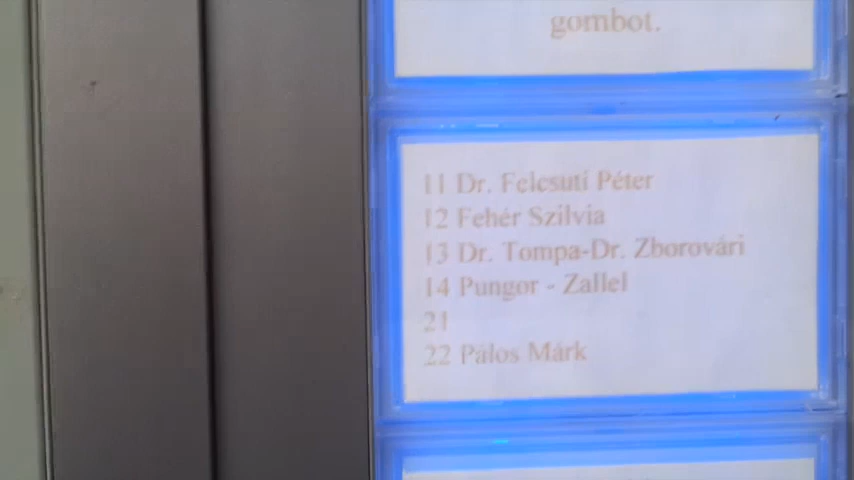 gombot.
11 Dr. Felcsuti Péter
12 Fehér Szilvia
13 Dr. Tompa-Dr. Zborovári
14 Pungor - Zallel
21
22 Pálos Márk